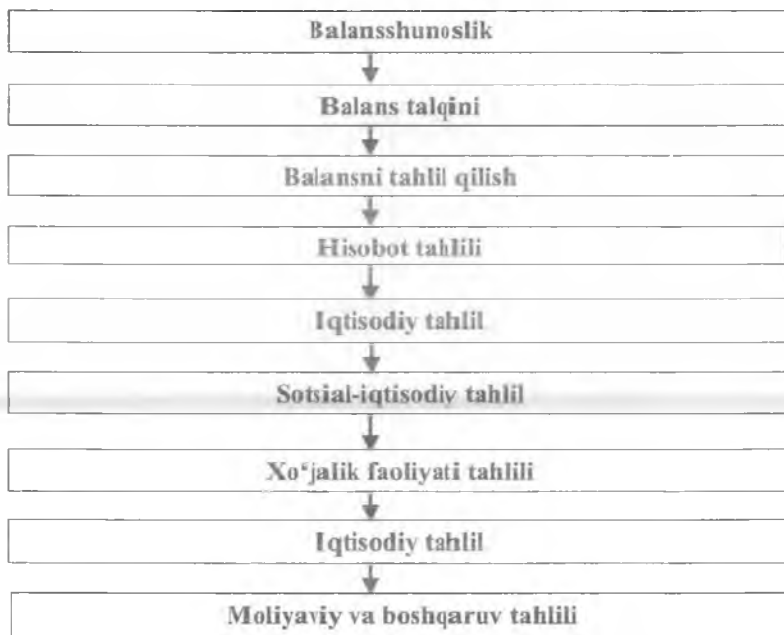 Balansshunoslik
Balans talqini
Balansni tahlil qilish
Hisobot tahlili
Iqtisodiy tahlil
Sotsial-iqtisodiy tahlil
Xo‘jalik faoliyati tahlili
Iqtisodiy tahlil
Moliyaviy va boshqaruv tahlili